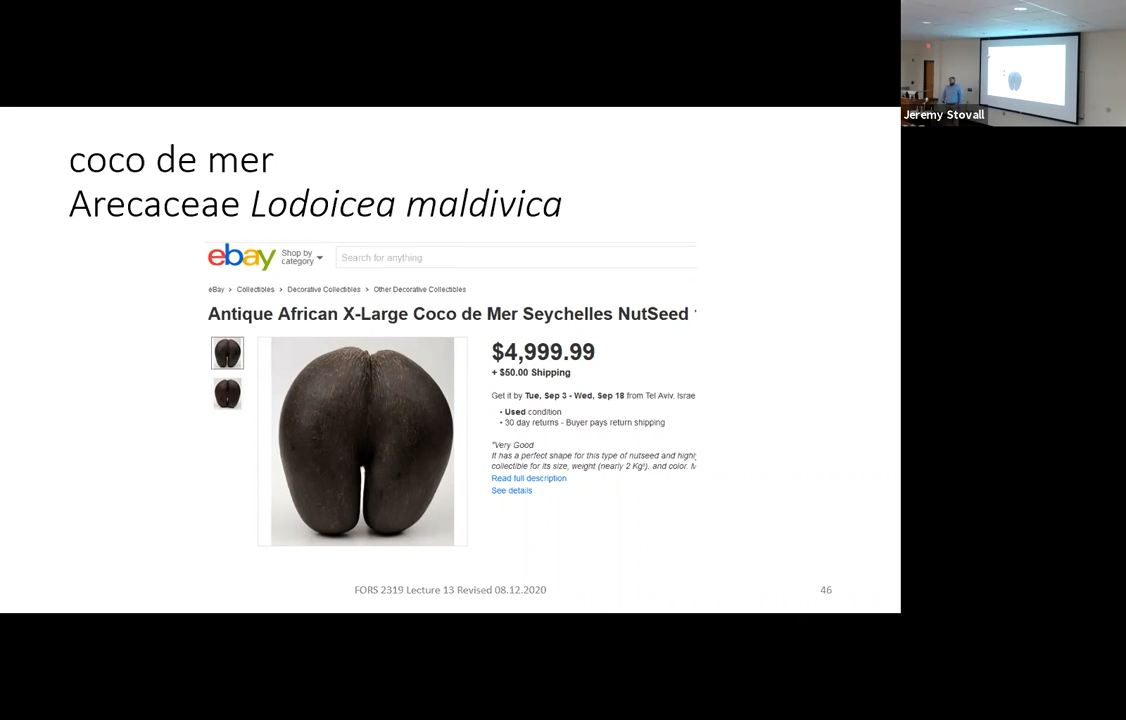 Jeremy Stovall
coco de mer
Arecaceae Lodoicea maldivica
ebay
Shop by
category
Search for anything
eBay > Collectibles > Decorative Collectibles > Other Decorative Collectibles
Antique African X-Large Coco de Mer Seychelles NutSeed
$4,999.99
+ $50.00 Shipping
Get it by Tue, Sep 3 - Wed, Sep 18 from Tel Aviv, Israe
• Used condition
• 30 day returns - Buyer pays return shipping
"Very Good
It has a perfect shape for this type of nutseed and highly
collectible for its size, weight (nearly 2 Kg!). and color. M
Read full description
See details
FORS 2319 Lecture 13 Revised 08.12.2020
46